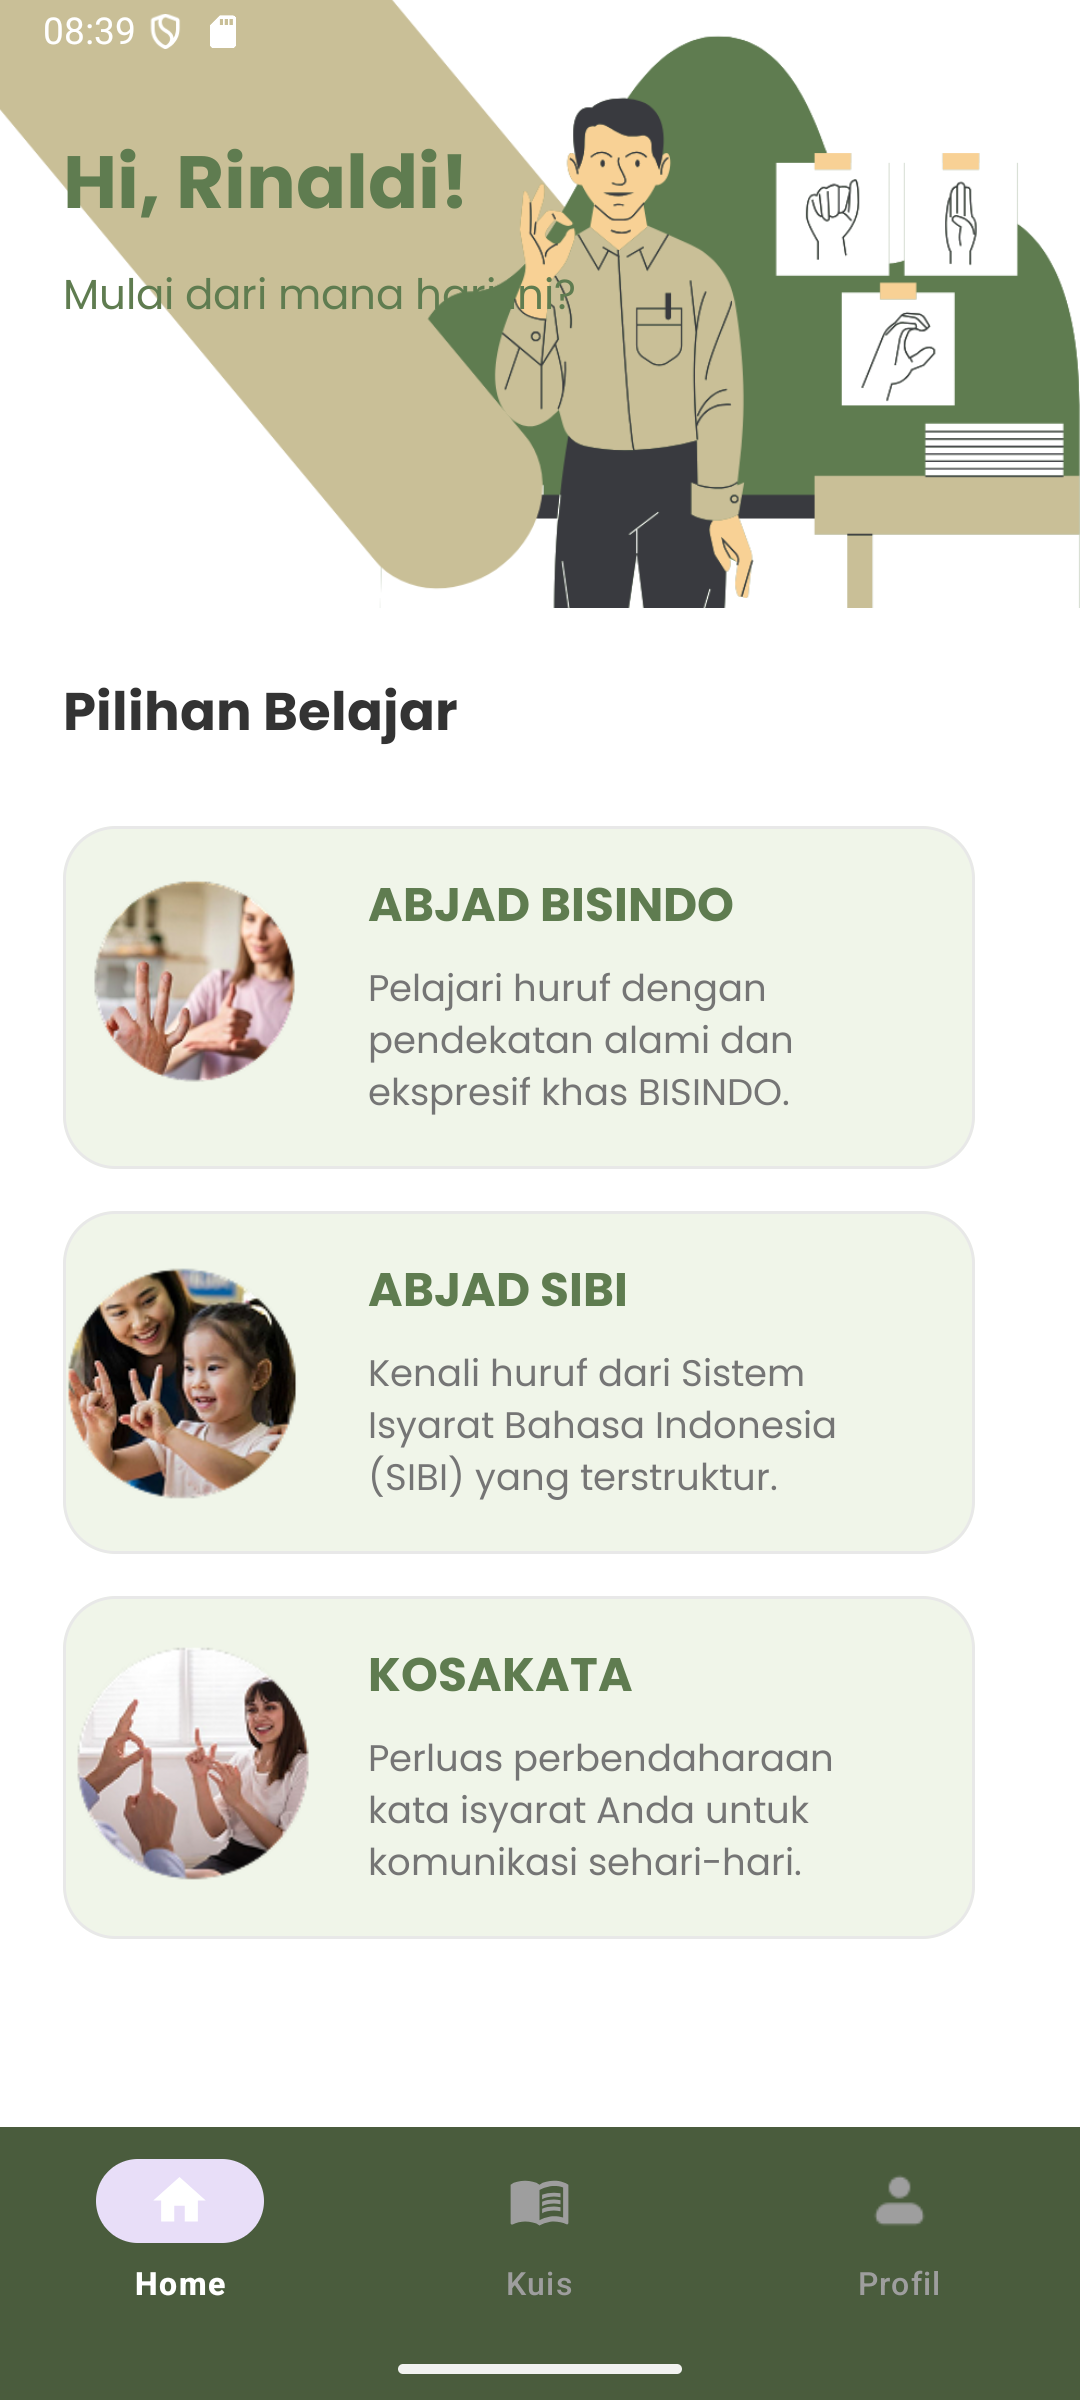 08:39
Hi, Rinaldi!
Mulai dari mana hari ini?
Pilihan Belajar
ABJAD BISINDO
Pelajari huruf dengan
pendekatan alami dan
ekspresif khas BISINDO.
ABJAD SIBI
Kenali huruf dari Sistem
Isyarat Bahasa Indonesia
(SIBI) yang terstruktur.
KOSAKATA
Perluas perbendaharaan
kata isyarat Anda untuk
komunikasi sehari-hari.
Home
Kuis
Profil